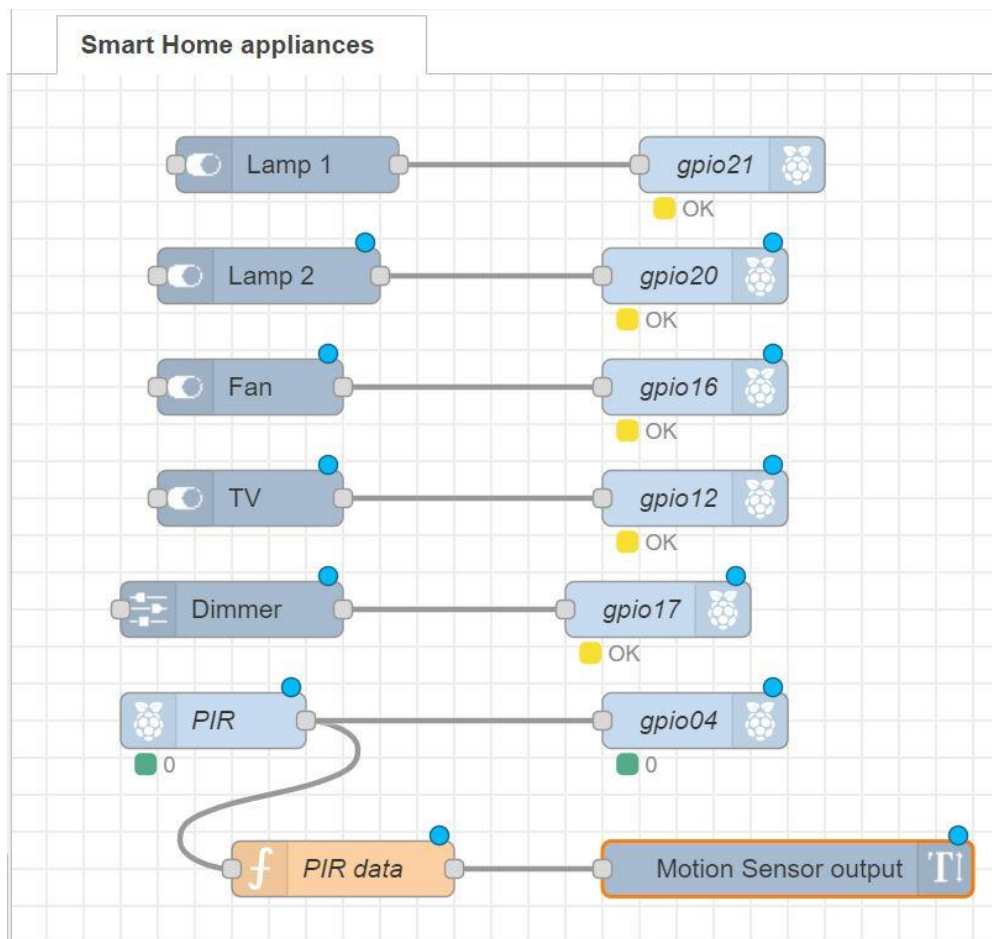 Smart Home appliances
Lamp 1 gpio21
OK
Lamp 2 gpio20
OK
Fan gpio16
OK
TV gpio12
OK
Dimmer gpio17
OK
PIR gpio04
0 0
PIR data Motion Sensor output